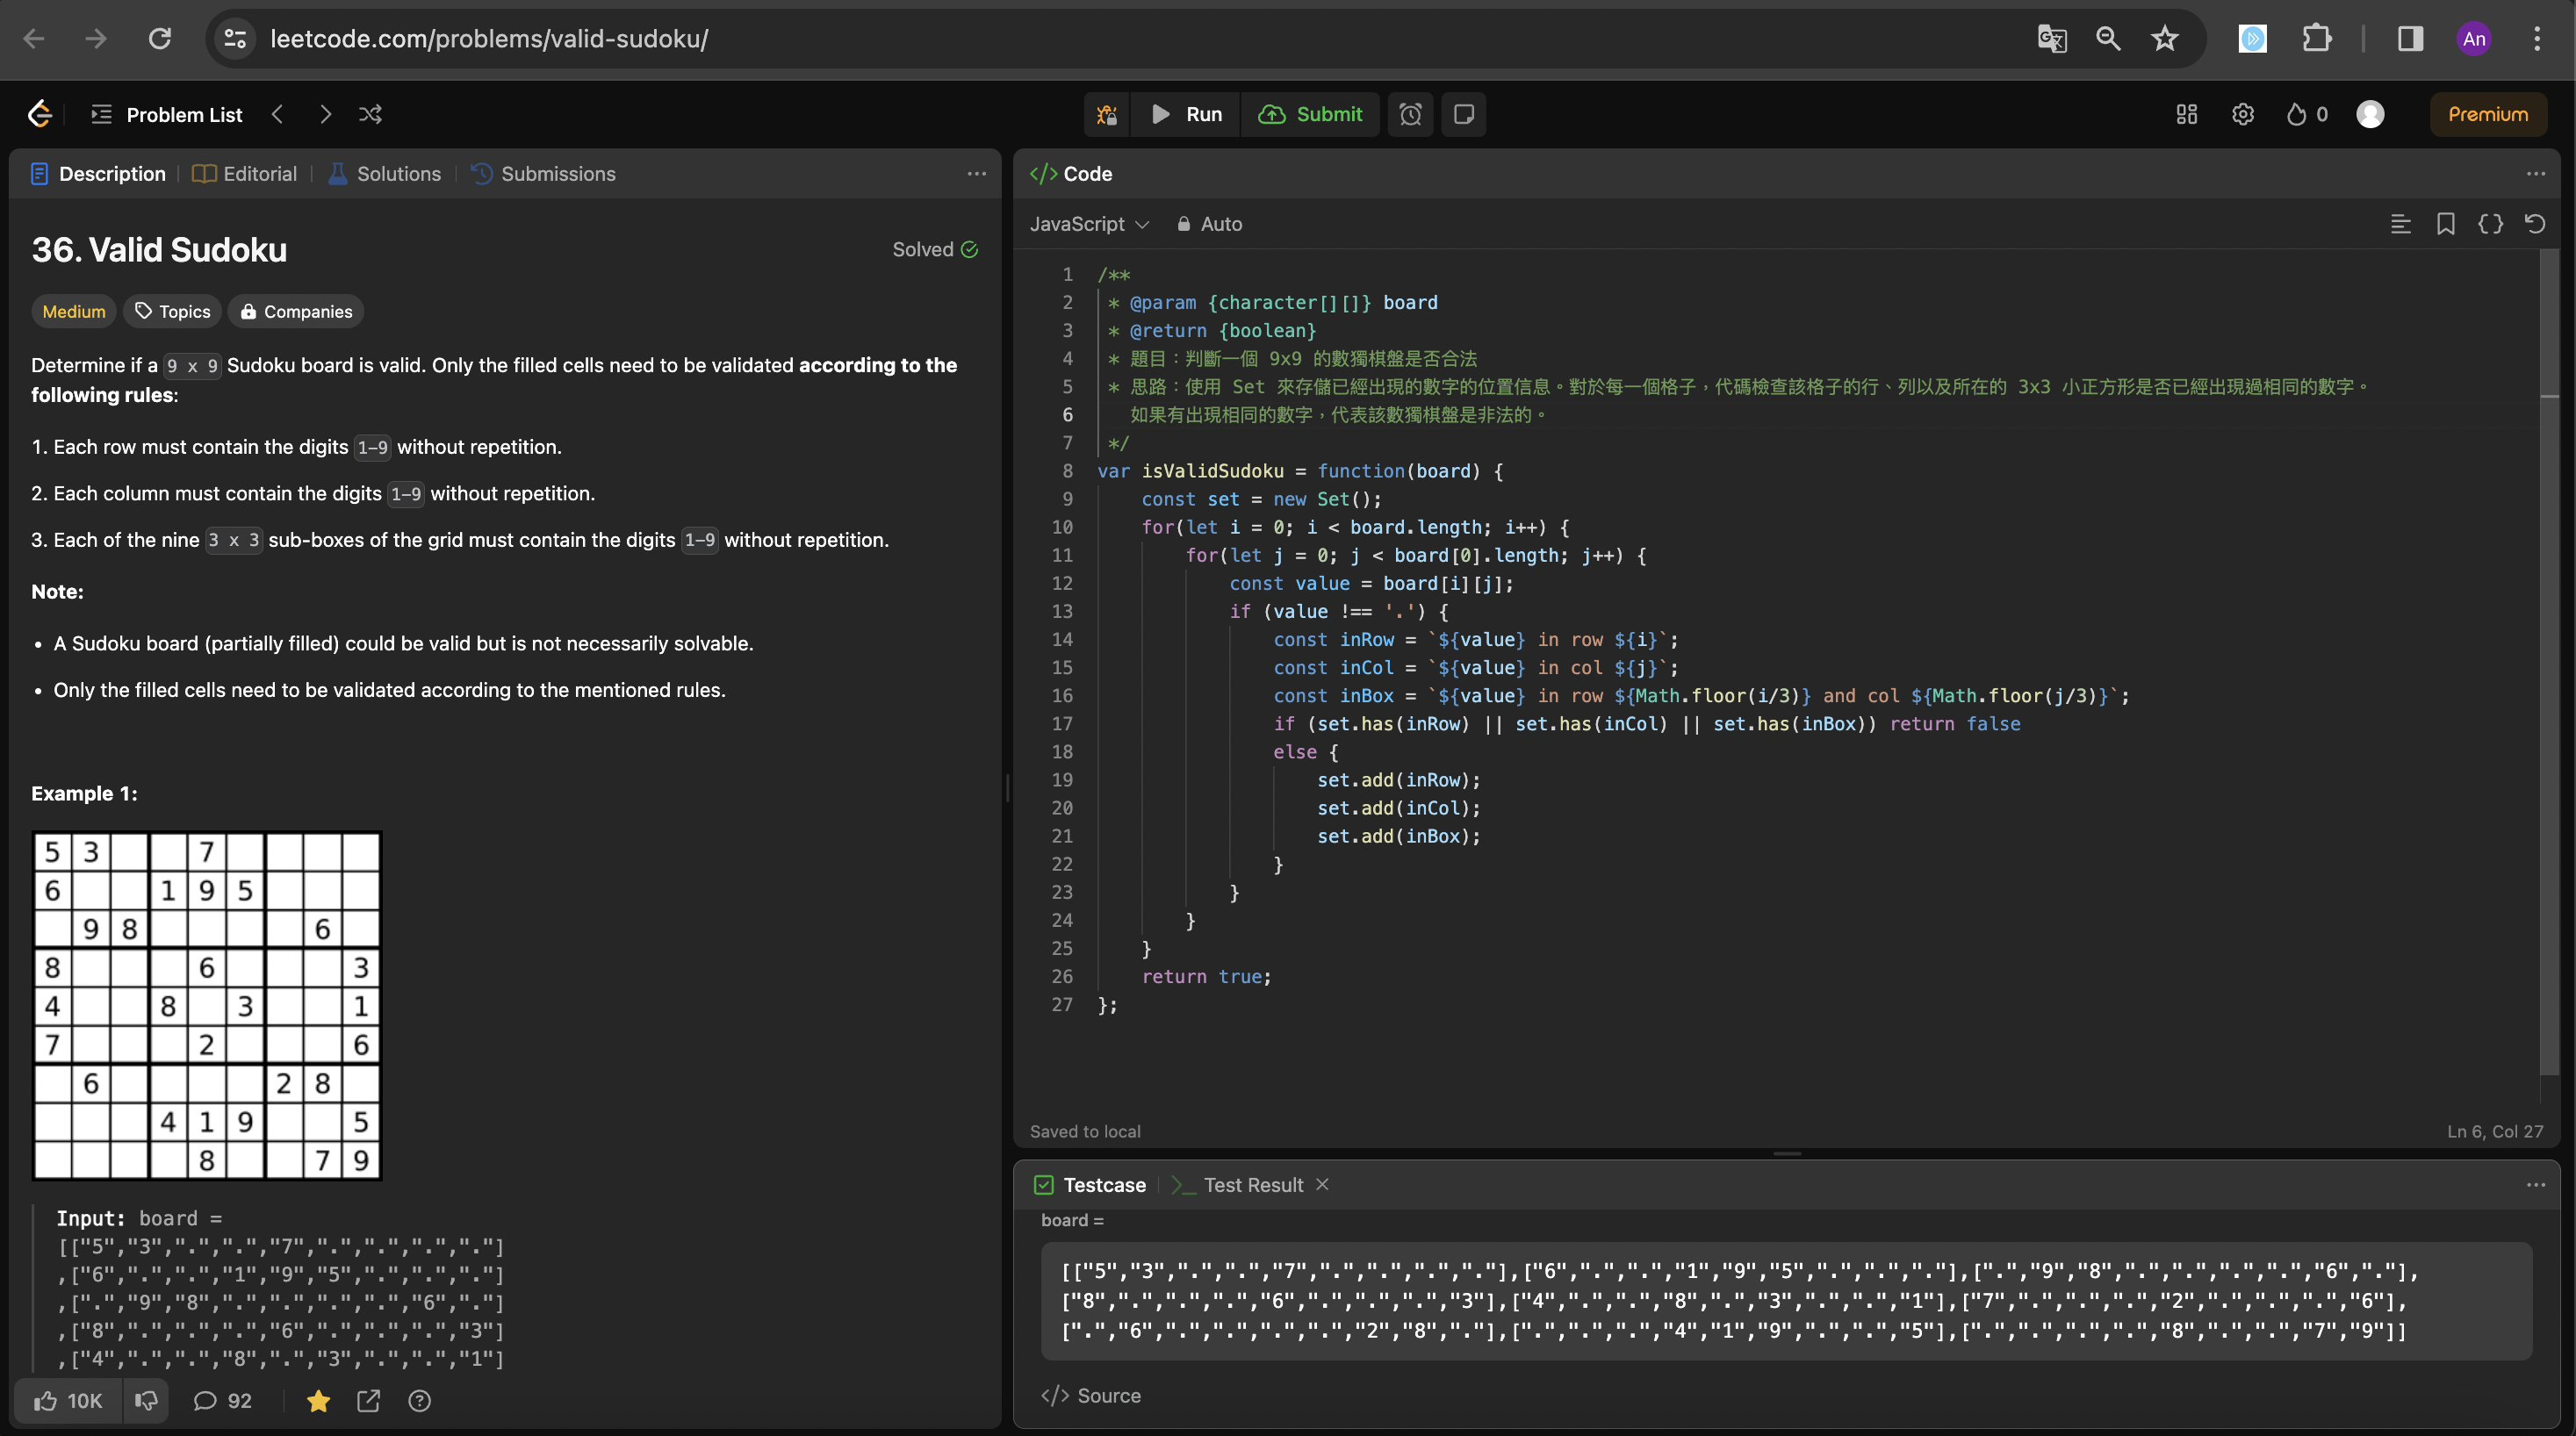 leetcode.com/problems/valid-sudoku/
An
Problem List
Run
Submit
0
Premium
Description
Editorial
Solutions
Submissions
36. Valid Sudoku
Solved
Medium
Topics
Companies
Determine if a 9 x 9 Sudoku board is valid. Only the filled cells need to be validated according to the
following rules:
1. Each row must contain the digits 1-9 without repetition.
2. Each column must contain the digits 1-9 without repetition.
3. Each of the nine 3 x 3 sub-boxes of the grid must contain the digits 1-9 without repetition.
Note:
• A Sudoku board (partially filled) could be valid but is not necessarily solvable.
• Only the filled cells need to be validated according to the mentioned rules.
Example 1:
5 3 7
6 1 9 5
9 8 6
8 6 3
4 8 3 1
7 2 6
6 2 8
4 1 9 5
8 7 9
Input: board =
[["5","3",".",".","7",".",".",".","."]
,["6",".",".","1","9","5",".",".","."]
,[".","9","8",".",".",".",".","6","."]
,["8",".",".",".","6",".",".",".","3"]
,["4",".",".","8",".","3",".",".","1"]
10K
92
</> Code
JavaScript
Auto
1 /**
2 * @param {character[][]} board
3 * @return {boolean}
4 * 題目：判斷一個 9x9 的數獨棋盤是否合法
5 * 思路：使用 Set 來存儲已經出現的數字的位置信息。對於每一個格子，代碼檢查該格子的行、列以及所在的 3x3 小正方形是否已經出現過相同的數字。
6 如果有出現相同的數字，代表該數獨棋盤是非法的。
7 */
8 var isValidSudoku = function(board) {
9 const set = new Set();
10 for(let i = 0; i < board.length; i++) {
11 for(let j = 0; j < board[0].length; j++) {
12 const value = board[i][j];
13 if (value !== '.') {
14 const inRow = `${value} in row ${i}`;
15 const inCol = `${value} in col ${j}`;
16 const inBox = `${value} in row ${Math.floor(i/3)} and col ${Math.floor(j/3)}`;
17 if (set.has(inRow) || set.has(inCol) || set.has(inBox)) return false
18 else {
19 set.add(inRow);
20 set.add(inCol);
21 set.add(inBox);
22 }
23 }
24 }
25 }
26 return true;
27 };
Saved to local
Ln 6, Col 27
Testcase
Test Result
board =
[["5","3",".",".","7",".",".",".","."],["6",".",".","1","9","5",".",".","."],[".","9","8",".",".",".",".","6","."],
["8",".",".",".","6",".",".",".","3"],["4",".",".","8",".","3",".",".","1"],["7",".",".",".","2",".",".",".","6"],
[".","6",".",".",".",".","2","8","."],[".",".",".","4","1","9",".",".","5"],[".",".",".",".","8",".",".","7","9"]]
</> Source